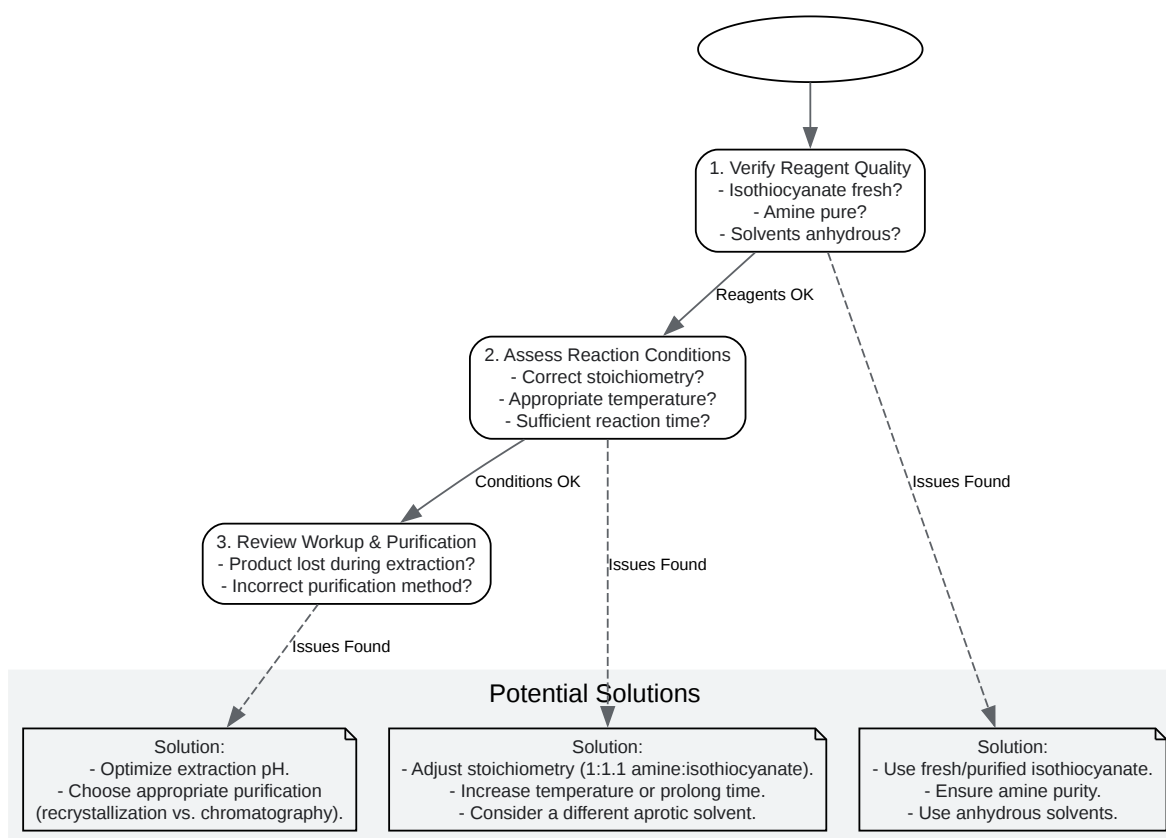 1. Verify Reagent Quality
- Isothiocyanate fresh?
- Amine pure?
- Solvents anhydrous?
Reagents OK
2. Assess Reaction Conditions
- Correct stoichiometry?
- Appropriate temperature?
- Sufficient reaction time?
Conditions OK
Issues Found
3. Review Workup & Purification
- Product lost during extraction?
- Incorrect purification method?
Issues Found
Issues Found
Potential Solutions
Solution:
- Optimize extraction pH.
- Choose appropriate purification
(recrystallization vs. chromatography).
Solution:
- Adjust stoichiometry (1:1.1 amine:isothiocyanate).
- Increase temperature or prolong time.
- Consider a different aprotic solvent.
Solution:
- Use fresh/purified isothiocyanate.
- Ensure amine purity.
- Use anhydrous solvents.